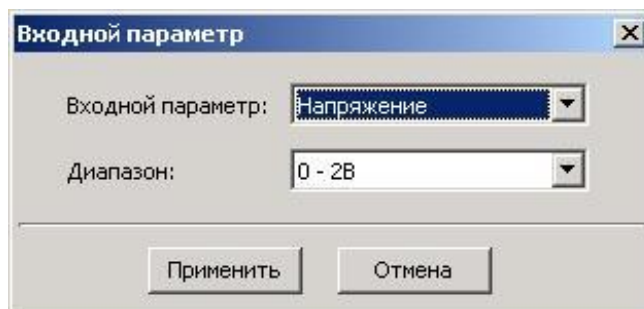 Входной параметр
Входной параметр: Напряжение
Диапазон: 0 - 2В
Применить Отмена